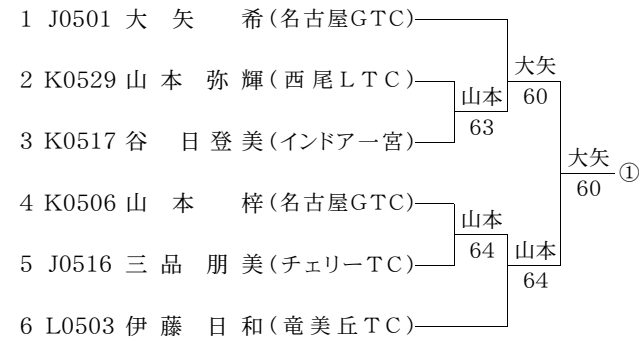 1 J0501 大矢 希(名古屋GTC)
大矢
60
2 K0529 山本弥輝(西尾LTC)
山本
63
3 K0517 谷 日登美(インドア一宮)
大矢
60
①
4 K0506 山本 梓(名古屋GTC)
山本
64
5 J0516 三品朋美(チェリーTC)
山本
64
6 L0503 伊藤日和(竜美丘TC)